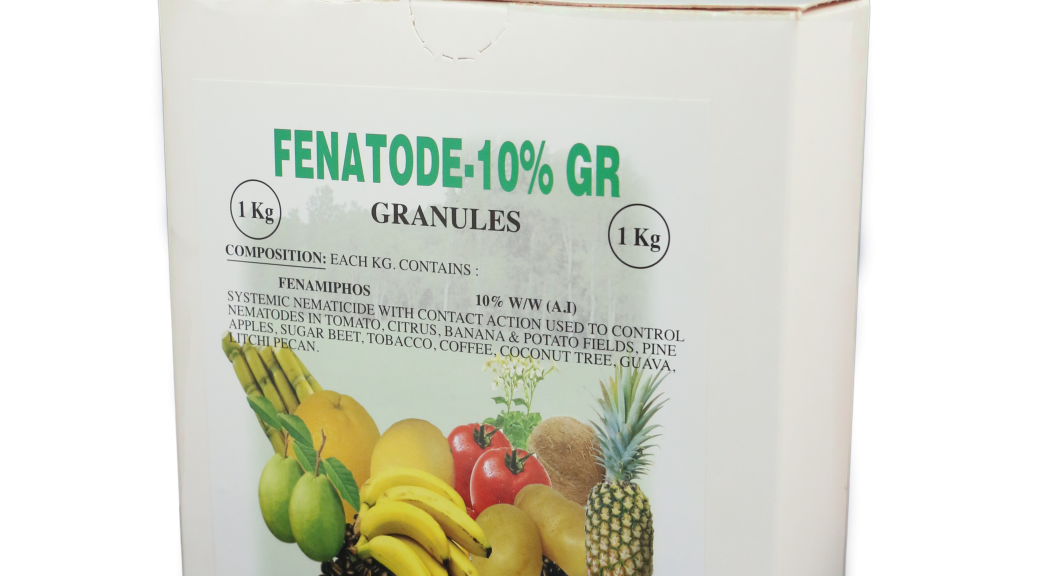 FENATODE-10% GR
1 Kg
GRANULES
1 Kg
COMPOSITION: EACH KG. CONTAINS :
FENAMIPHOS 10% W/W (A.I)
SYSTEMIC NEMATICIDE WITH CONTACT ACTION USED TO CONTROL
NEMATODES IN TOMATO, CITRUS, BANANA & POTATO FIELDS, PINE
APPLES, SUGAR BEET, TOBACCO, COFFEE, COCONUT TREE, GUAVA,
LITCHI PECAN.